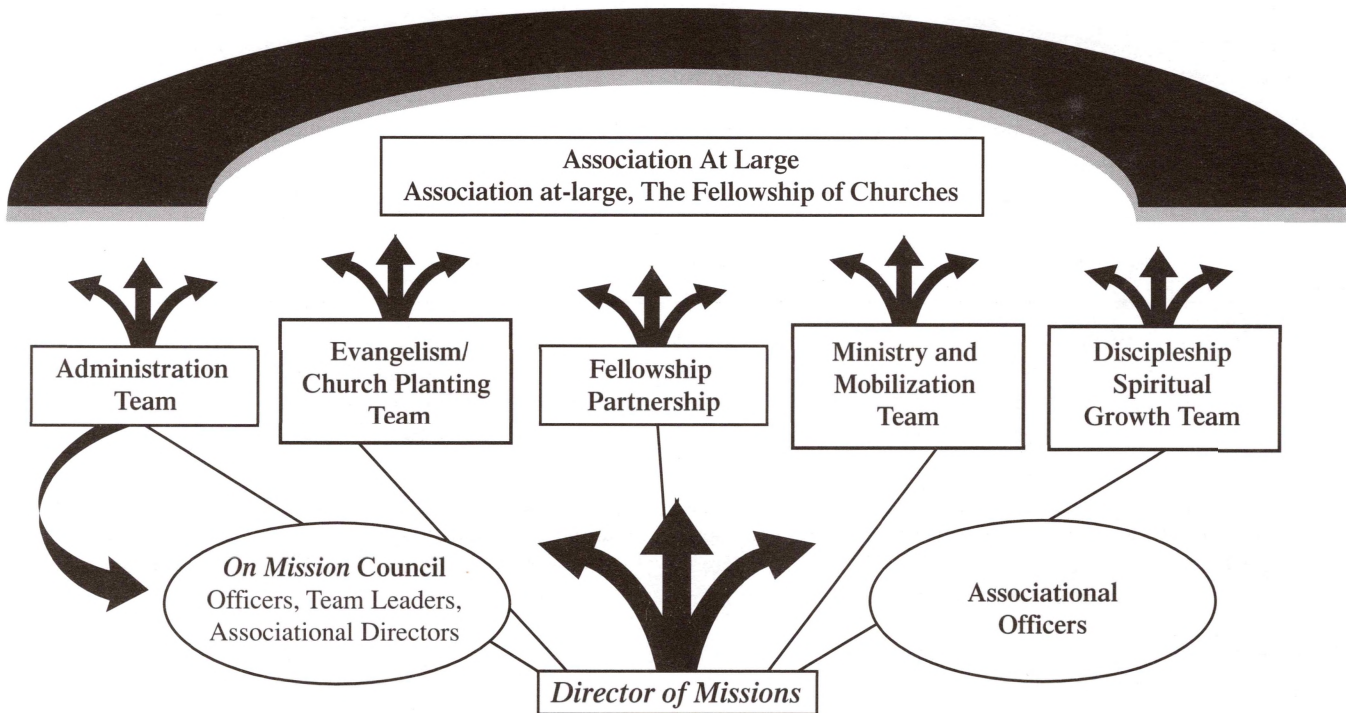 Association At Large
Association at-large, The Fellowship of Churches
Administration
Team
Evangelism/
Church Planting
Team
Fellowship
Partnership
Ministry and
Mobilization
Team
Discipleship
Spiritual
Growth Team
On Mission Council
Officers, Team Leaders,
Associational Directors
Associational
Officers
Director of Missions